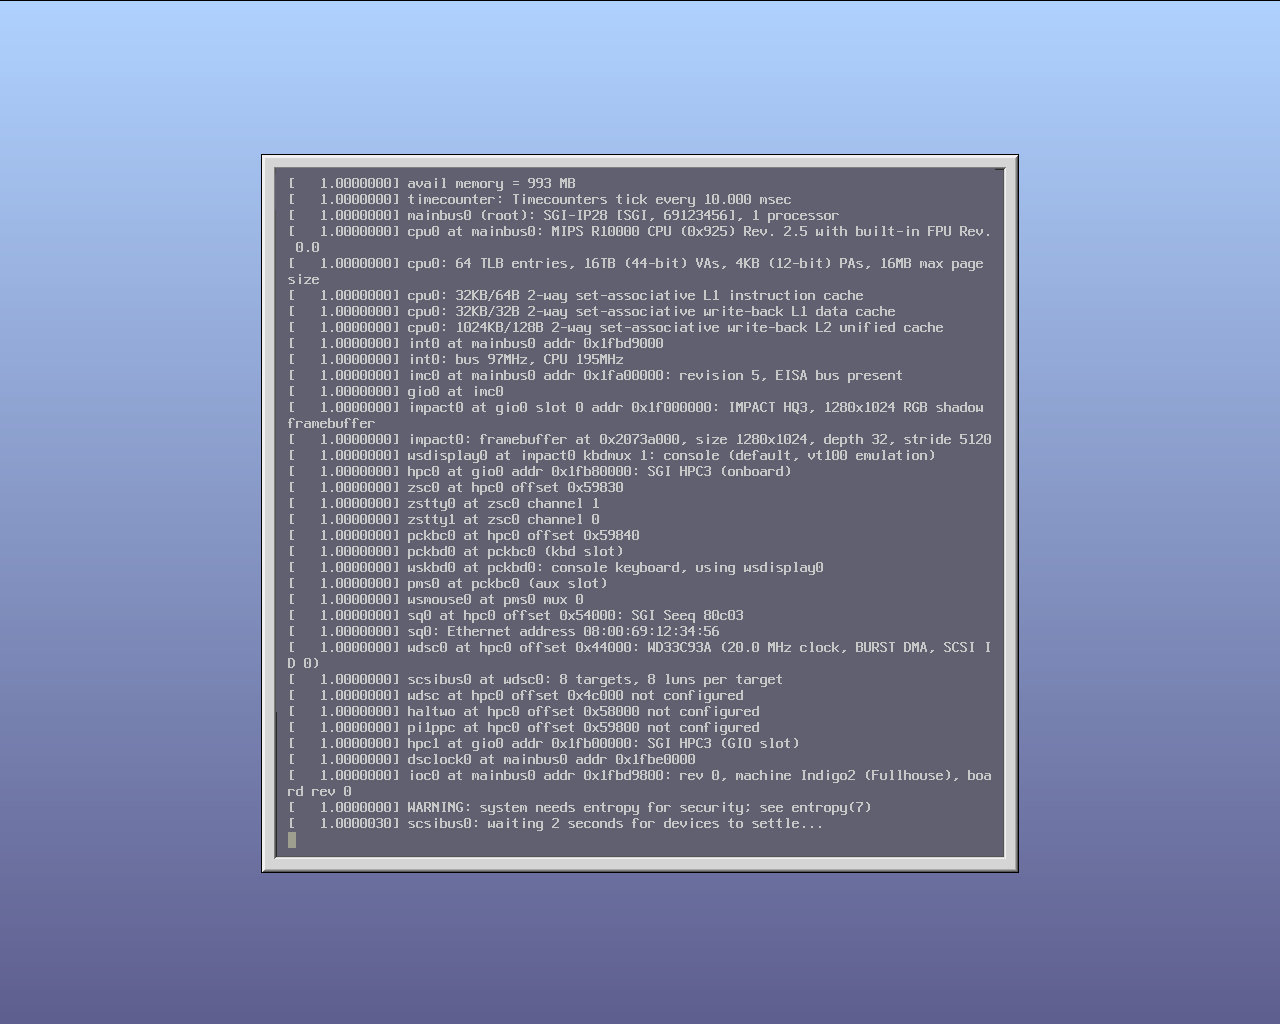 [   1.0000000] avail memory = 993 MB
[   1.0000000] timecounter: Timecounters tick every 10.000 msec
[   1.0000000] mainbus0 (root): SGI-IP28 [SGI, 69123456], 1 processor
[   1.0000000] cpu0 at mainbus0: MIPS R10000 CPU (0x925) Rev. 2.5 with built-in FPU Rev.
 0.0
[   1.0000000] cpu0: 64 TLB entries, 16TB (44-bit) VAs, 4KB (12-bit) PAs, 16MB max page
size
[   1.0000000] cpu0: 32KB/64B 2-way set-associative L1 instruction cache
[   1.0000000] cpu0: 32KB/32B 2-way set-associative write-back L1 data cache
[   1.0000000] cpu0: 1024KB/128B 2-way set-associative write-back L2 unified cache
[   1.0000000] int0 at mainbus0 addr 0x1fbd9000
[   1.0000000] int0: bus 97MHz, CPU 195MHz
[   1.0000000] imc0 at mainbus0 addr 0x1fa00000: revision 5, EISA bus present
[   1.0000000] gio0 at imc0
[   1.0000000] impact0 at gio0 slot 0 addr 0x1f000000: IMPACT HQ3, 1280x1024 RGB shadow
framebuffer
[   1.0000000] impact0: framebuffer at 0x2073a000, size 1280x1024, depth 32, stride 5120
[   1.0000000] wsdisplay0 at impact0 kbdmux 1: console (default, vt100 emulation)
[   1.0000000] hpc0 at gio0 addr 0x1fb80000: SGI HPC3 (onboard)
[   1.0000000] zsc0 at hpc0 offset 0x59830
[   1.0000000] zstty0 at zsc0 channel 1
[   1.0000000] zstty1 at zsc0 channel 0
[   1.0000000] pckbc0 at hpc0 offset 0x59840
[   1.0000000] pckbd0 at pckbc0 (kbd slot)
[   1.0000000] wskbd0 at pckbd0: console keyboard, using wsdisplay0
[   1.0000000] pms0 at pckbc0 (aux slot)
[   1.0000000] wsmouse0 at pms0 mux 0
[   1.0000000] sq0 at hpc0 offset 0x54000: SGI Seeq 80c03
[   1.0000000] sq0: Ethernet address 08:00:69:12:34:56
[   1.0000000] wdsc0 at hpc0 offset 0x44000: WD33C93A (20.0 MHz clock, BURST DMA, SCSI I
D 0)
[   1.0000000] scsibus0 at wdsc0: 8 targets, 8 luns per target
[   1.0000000] wdsc at hpc0 offset 0x4c000 not configured
[   1.0000000] haltwo at hpc0 offset 0x58000 not configured
[   1.0000000] pi1ppc at hpc0 offset 0x59800 not configured
[   1.0000000] hpc1 at gio0 addr 0x1fb00000: SGI HPC3 (GIO slot)
[   1.0000000] dsclock0 at mainbus0 addr 0x1fbe0000
[   1.0000000] ioc0 at mainbus0 addr 0x1fbd9800: rev 0, machine Indigo2 (Fullhouse), boa
rd rev 0
[   1.0000000] WARNING: system needs entropy for security; see entropy(7)
[   1.0000030] scsibus0: waiting 2 seconds for devices to settle...